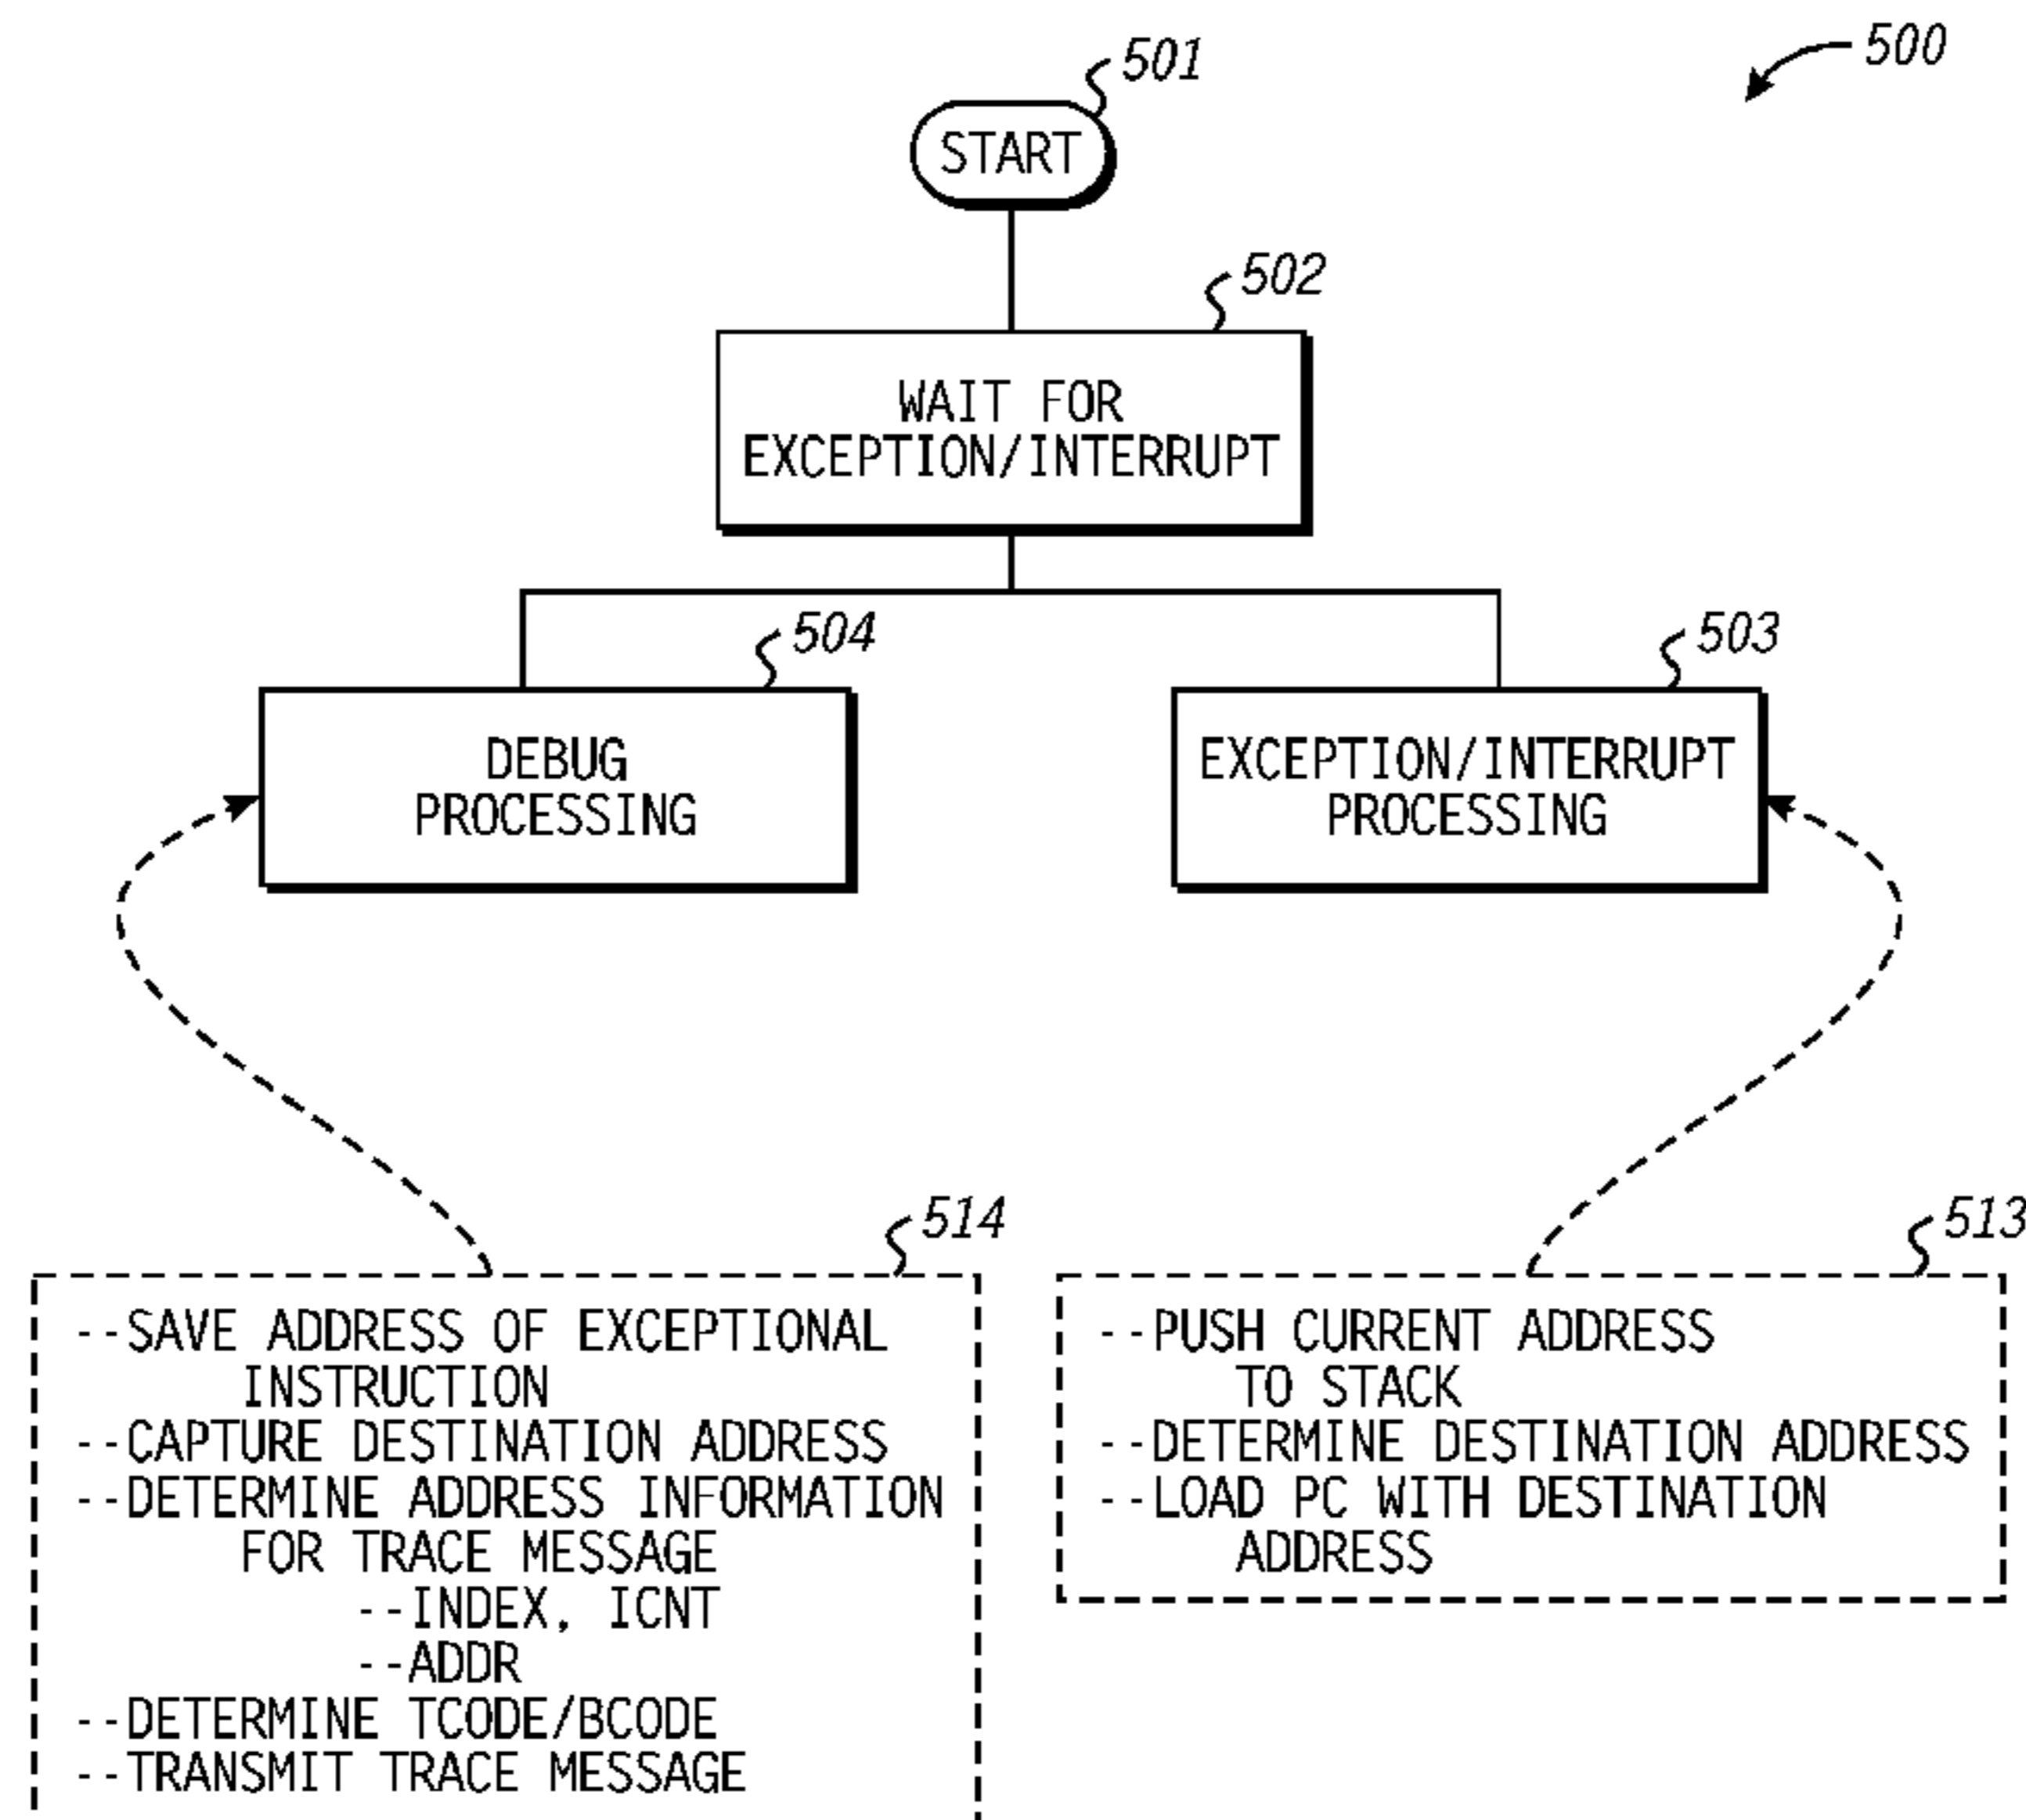 500
501
START
502
WAIT FOR
EXCEPTION/INTERRUPT
504
DEBUG
PROCESSING
503
EXCEPTION/INTERRUPT
PROCESSING
514
--SAVE ADDRESS OF EXCEPTIONAL
INSTRUCTION
--CAPTURE DESTINATION ADDRESS
--DETERMINE ADDRESS INFORMATION
FOR TRACE MESSAGE
--INDEX, ICNT
--ADDR
--DETERMINE TCODE/BCODE
--TRANSMIT TRACE MESSAGE
513
--PUSH CURRENT ADDRESS
TO STACK
--DETERMINE DESTINATION ADDRESS
--LOAD PC WITH DESTINATION
ADDRESS